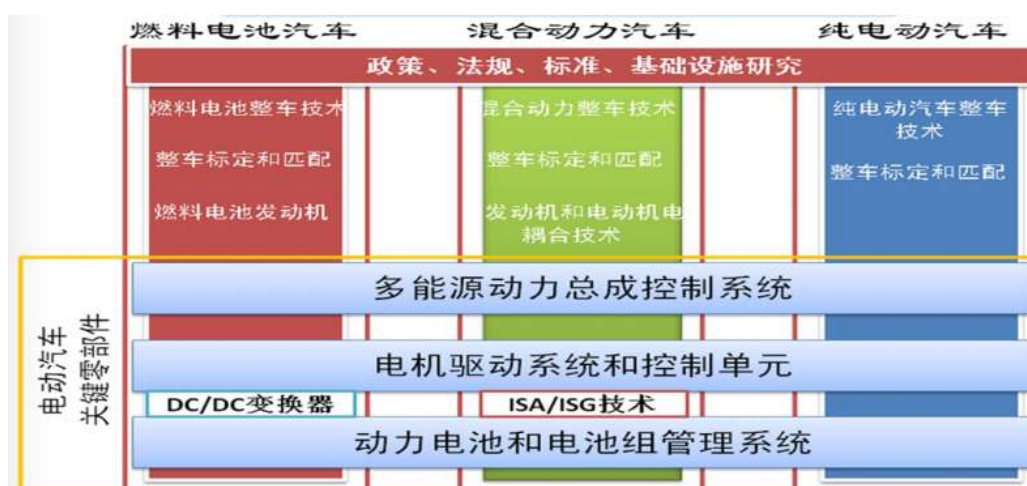 燃料电池汽车
混合动力汽车
纯电动汽车
政策、法规、标准、基础设施研究
燃料电池整车技术
整车标定和匹配
燃料电池发动机
混合动力整车技术
整车标定和匹配
发动机和电动机电
耦合技术
纯电动汽车整车
技术
整车标定和匹配
电动汽车
关键零部件
多能源动力总成控制系统
电机驱动系统和控制单元
DC/DC变换器
ISA/ISG技术
动力电池和电池组管理系统